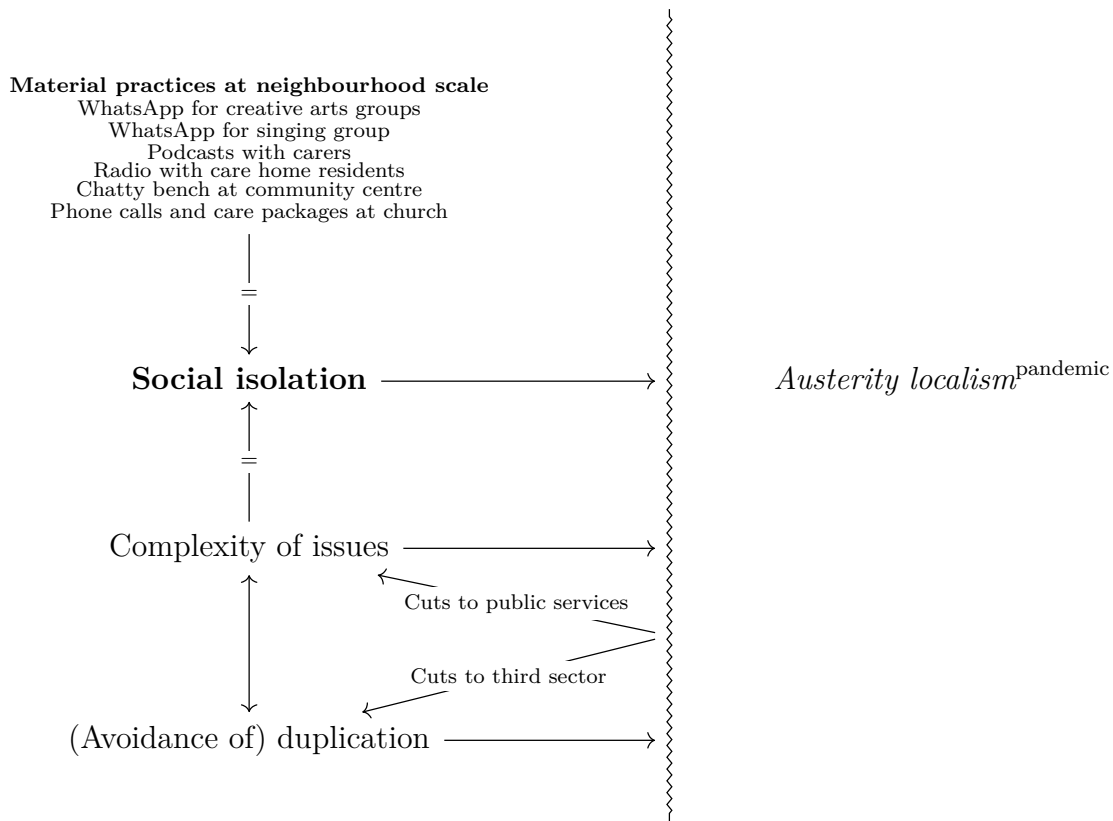 Material practices at neighbourhood scale
WhatsApp for creative arts groups
WhatsApp for singing group
Podcasts with carers
Radio with care home residents
Chatty bench at community centre
Phone calls and care packages at church
=
Social isolation
Austerity localism^pandemic
=
Complexity of issues
Cuts to public services
Cuts to third sector
(Avoidance of) duplication